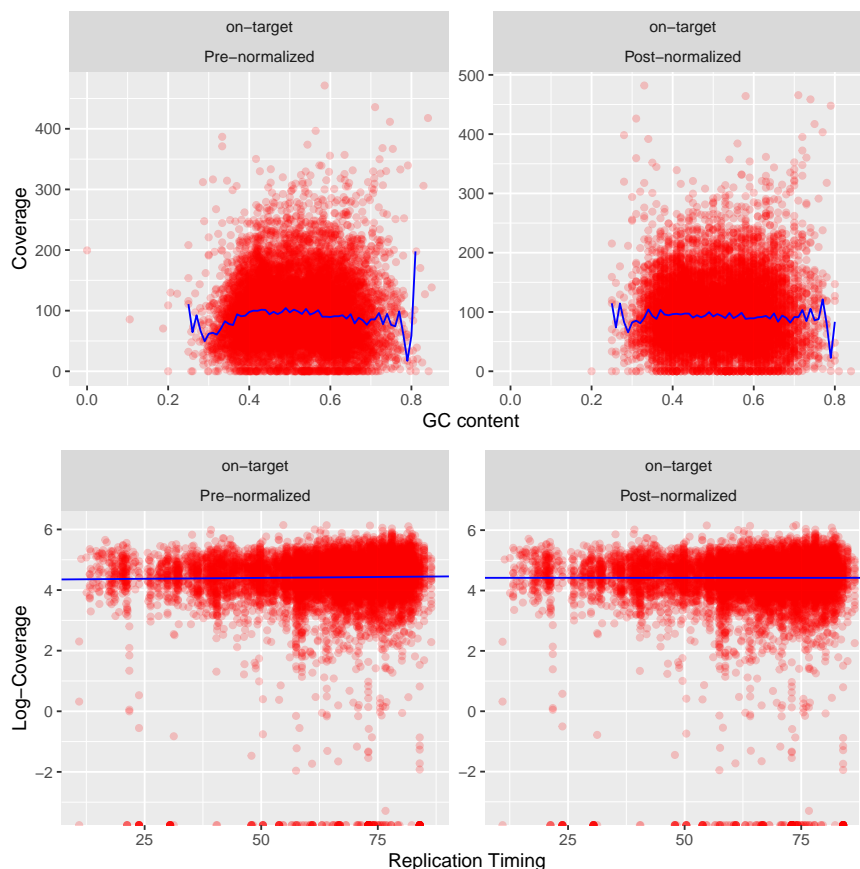 on−target
Pre−normalized
on−target
Post−normalized
Coverage
400
300
200
100
0
500
400
300
200
100
0
0.0 0.2 0.4 0.6 0.8
0.0 0.2 0.4 0.6 0.8
GC content
on−target
Pre−normalized
on−target
Post−normalized
Log−Coverage
6
4
2
0
−2
6
4
2
0
−2
25 50 75
25 50 75
Replication Timing